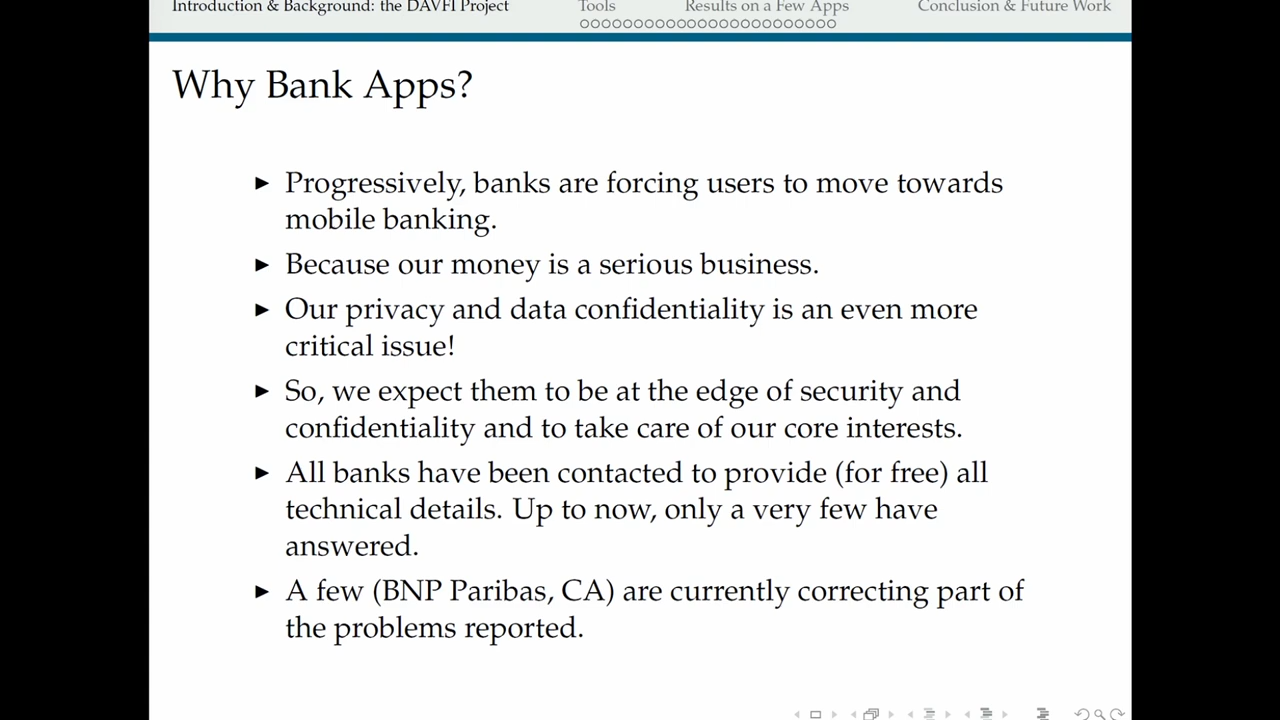 Introduction & Background: the DAVFI Project Tools Results on a Few Apps Conclusion & Future Work
Why Bank Apps?
Progressively, banks are forcing users to move towards
mobile banking.
Because our money is a serious business.
Our privacy and data confidentiality is an even more
critical issue!
So, we expect them to be at the edge of security and
confidentiality and to take care of our core interests.
All banks have been contacted to provide (for free) all
technical details. Up to now, only a very few have
answered.
A few (BNP Paribas, CA) are currently correcting part of
the problems reported.